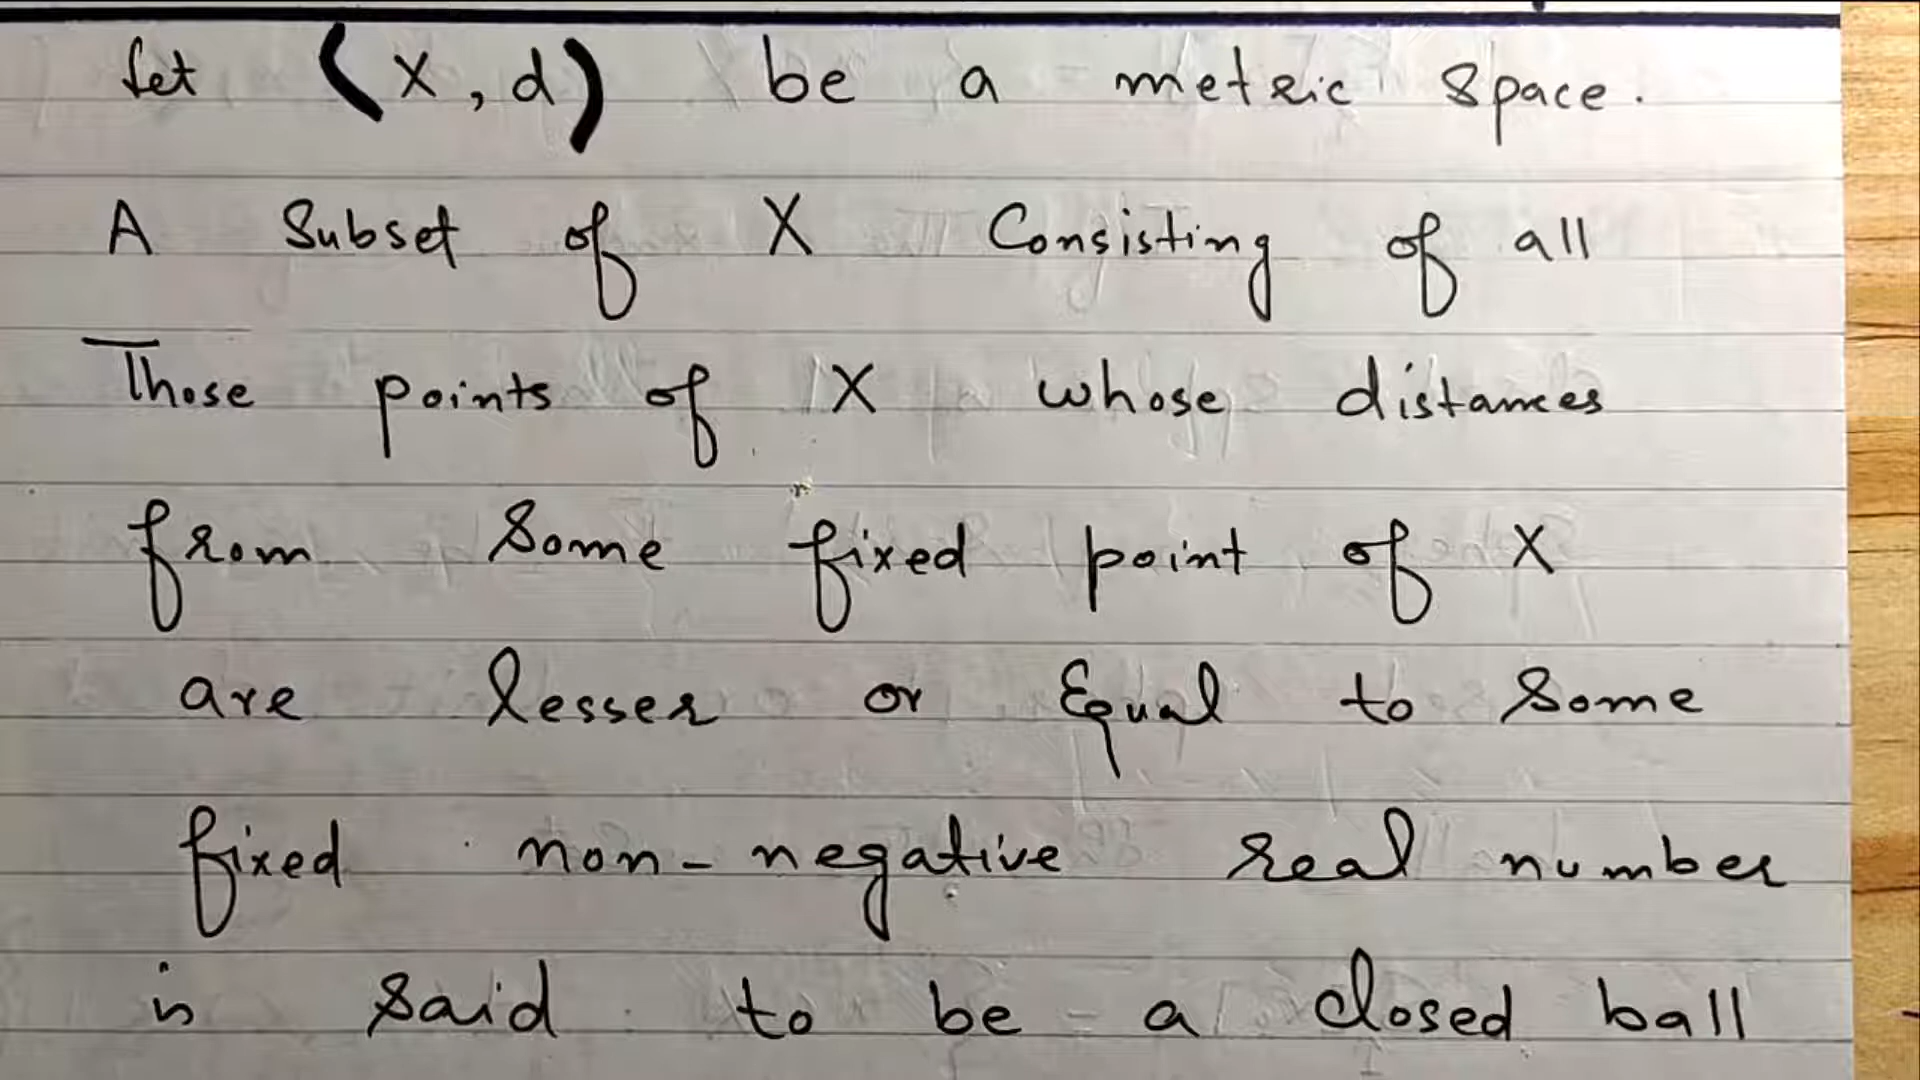 Let (X, d) be a metric space.
A Subset of X Consisting of all
Those points of X whose distances
from Some fixed point of X
are lesser or Equal to Some
fixed non-negative real number
is said to be a closed ball